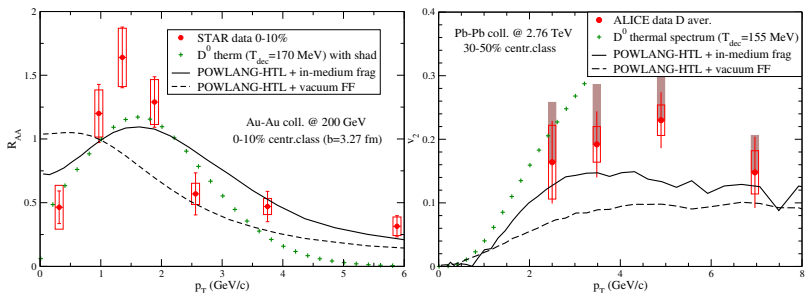 2
1.5
1
0.5
0
R_AA
STAR data 0-10%
D^0 therm (T_dec=170 MeV) with shad
POWLANG-HTL + in-medium frag
POWLANG-HTL + vacuum FF
Au-Au coll. @ 200 GeV
0-10% centr.class (b=3.27 fm)
0 1 2 3 4 5 6
p_T (GeV/c)
0.4
0.3
0.2
0.1
0
v_2
Pb-Pb coll. @ 2.76 TeV
30-50% centr.class
ALICE data D aver.
D^0 thermal spectrum (T_dec=155 MeV)
POWLANG-HTL + in-medium frag
POWLANG-HTL + vacuum FF
0 2 4 6 8
p_T (GeV/c)